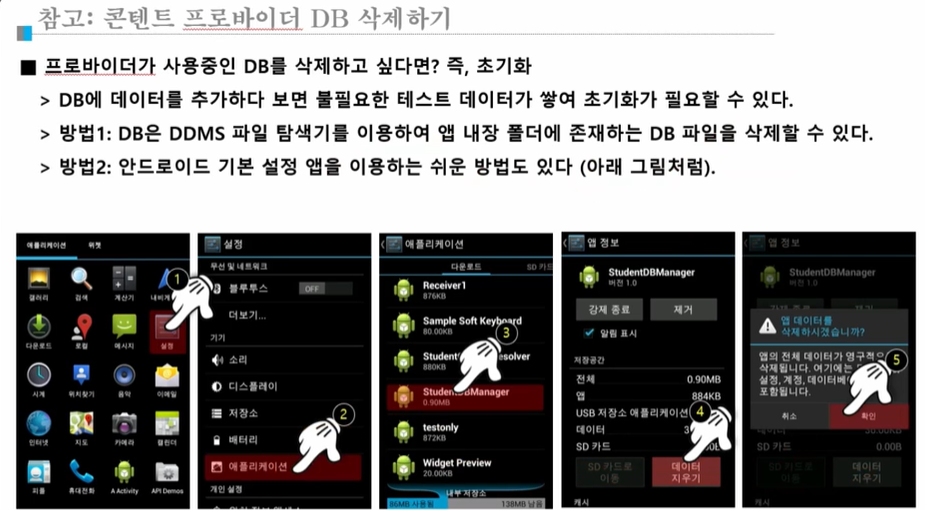 참고: 콘텐트 프로바이더 DB 삭제하기
■ 프로바이더가 사용중인 DB를 삭제하고 싶다면? 즉, 초기화
> DB에 데이터를 추가하다 보면 불필요한 테스트 데이터가 쌓여 초기화가 필요할 수 있다.
> 방법1: DB은 DDMS 파일 탐색기를 이용하여 앱 내장 폴더에 존재하는 DB 파일을 삭제할 수 있다.
> 방법2: 안드로이드 기본 설정 앱을 이용하는 쉬운 방법도 있다 (아래 그림처럼).
애플리케이션 위젯
1
갤러리 검색 계산기
다운로드 로컬 메시지 설정
시계 위치찾기 음악 이메일
인터넷 지도 카메라 캘린더
피플 휴대전화 A Activity API Demos
설정
무선 및 네트워크
블루투스 OFF
더보기...
기기
소리
디스플레이
저장소
2
배터리
애플리케이션
개인 설정
애플리케이션
다운로드 SD 카드
Receiver1
876KB
Sample Soft Keyboard
80.00KB
3
880KB
StudentDBManager
0.90MB
testonly
872KB
Widget Preview
20.00KB
내부 저장소
86MB 사용됨 138MB 남음
앱 정보
StudentDBManager
버전 1.0
강제 종료 제거
알림 표시
저장공간
전체 0.90MB
앱 884KB
USB 저장소 애플리케이션
4
데이터
SD 카드
SD 카드로 이동
데이터 지우기
캐시
앱 정보
StudentDBManager
버전 1.0
앱 데이터를
삭제하시겠습니까?
5
앱의 전체 데이터가 영구적으
삭제됩니다. 여기에는
설정, 계정, 데이터베
포함됩니다.
취소 확인
데이터
SD 카드 0.00B
SD 카드로 이동
데이터 지우기
캐시